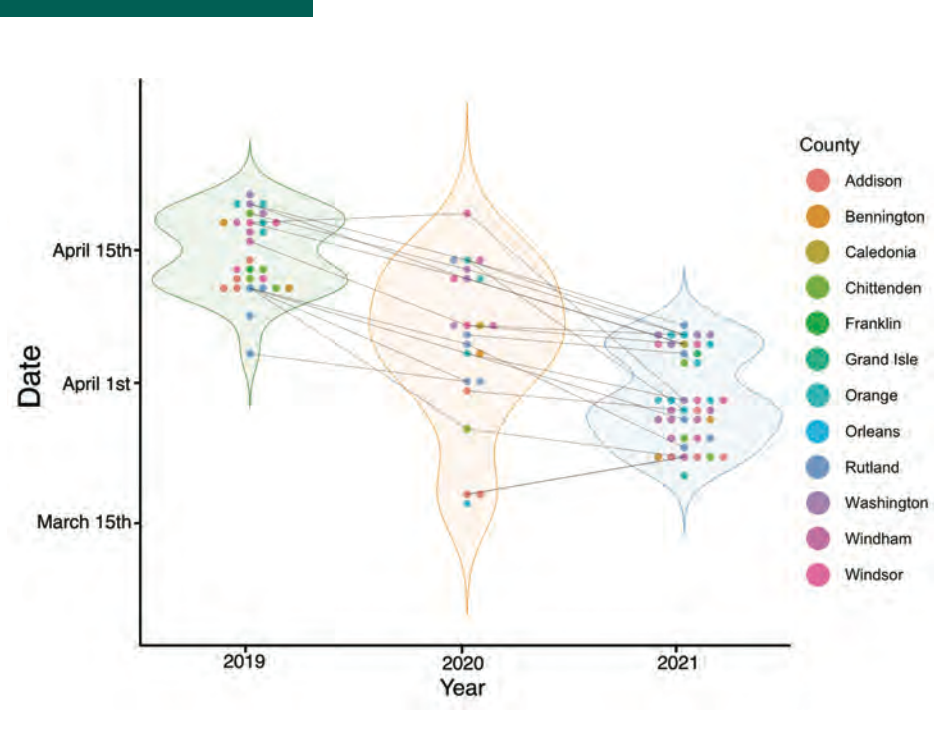 County
Addison
Bennington
Caledonia
Chittenden
Franklin
Grand Isle
Orange
Orleans
Rutland
Washington
Windham
Windsor
Date
April 15th
April 1st
March 15th
2019
2020
2021
Year